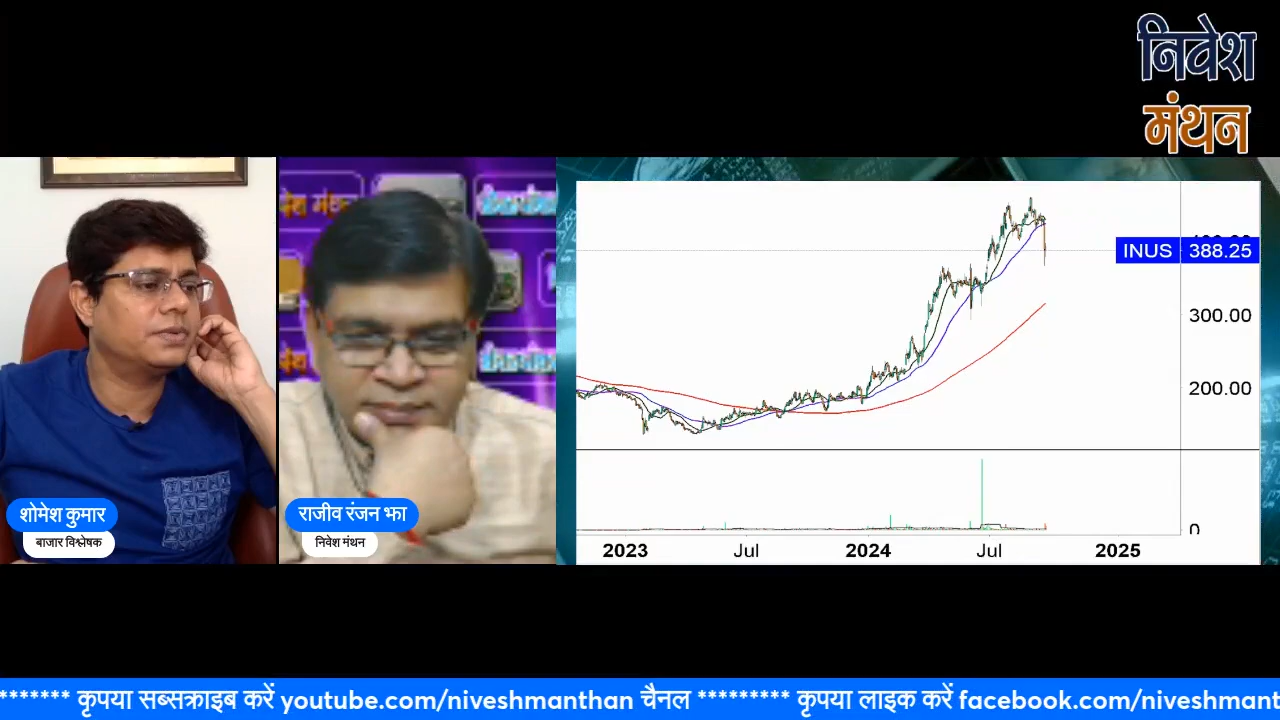 निवेश
मंथन
INUS 388.25
300.00
200.00
0
2023 Jul 2024 Jul 2025
शोमेश कुमार
बाजार विश्लेषक
राजीव रंजन झा
निवेश मंथन
******* कृपया सब्सक्राइब करें youtube.com/niveshmanthan चैनल ********* कृपया लाइक करें facebook.com/niveshmant